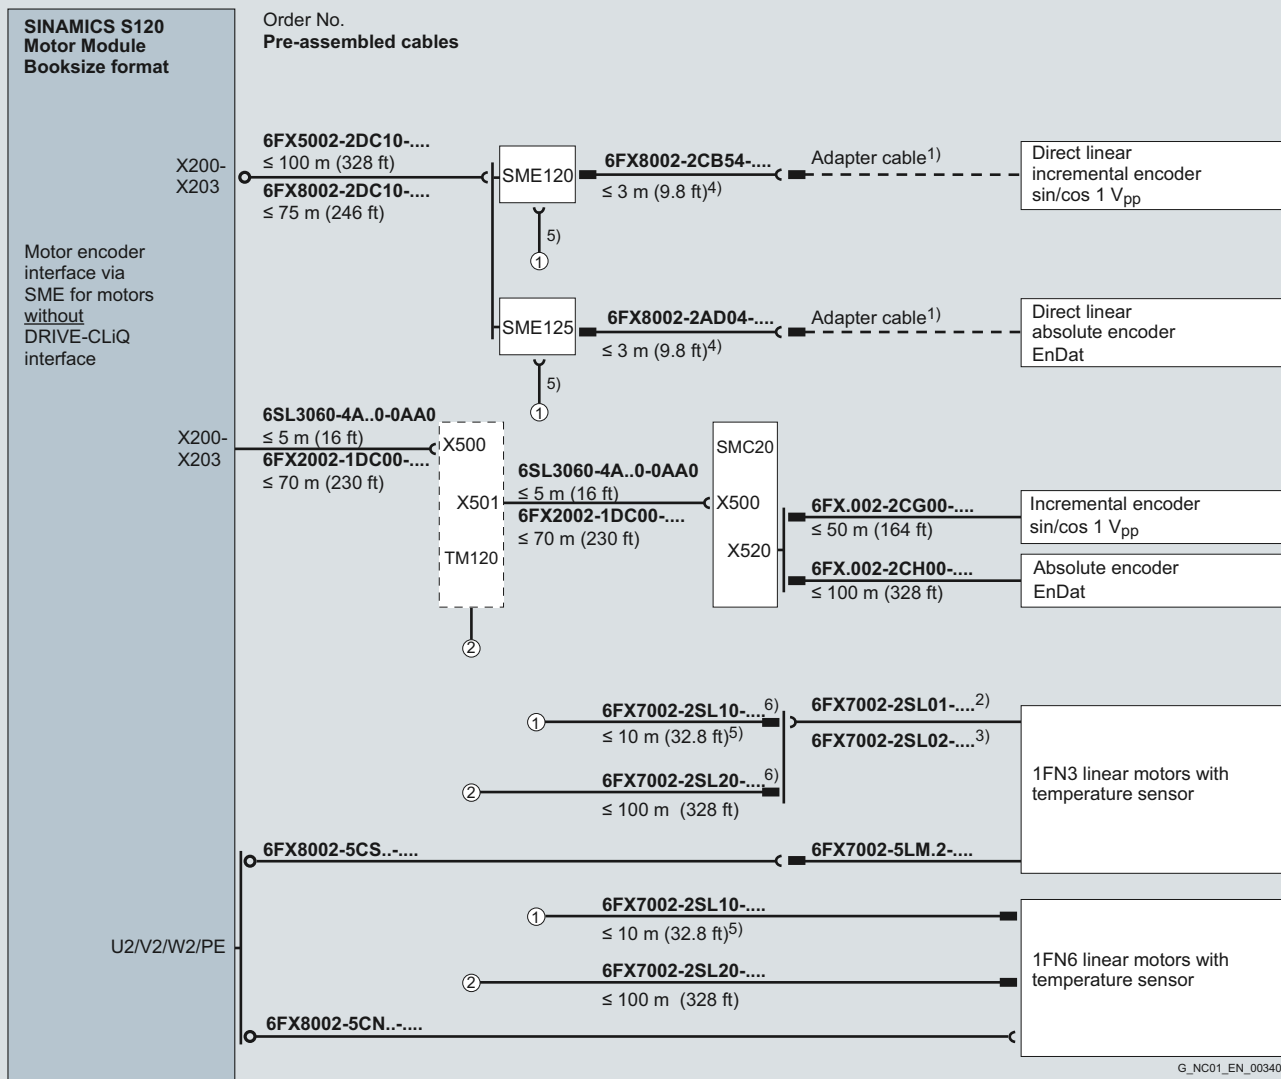 SINAMICS S120
Motor Module
Booksize format
Order No.
Pre-assembled cables
X200-
X203
Motor encoder
interface via
SME for motors
without
DRIVE-CLiQ
interface
6FX5002-2DC10-....
≤ 100 m (328 ft)
6FX8002-2DC10-....
≤ 75 m (246 ft)
SME120
6FX8002-2CB54-....
≤ 3 m (9.8 ft)4)
Adapter cable1)
Direct linear
incremental encoder
sin/cos 1 Vpp
5)
1
SME125
6FX8002-2AD04-....
≤ 3 m (9.8 ft)4)
Adapter cable1)
Direct linear
absolute encoder
EnDat
5)
1
X200-
X203
6SL3060-4A..0-0AA0
≤ 5 m (16 ft)
6FX2002-1DC00-....
≤ 70 m (230 ft)
X500
X501
TM120
2
6SL3060-4A..0-0AA0
≤ 5 m (16 ft)
6FX2002-1DC00-....
≤ 70 m (230 ft)
SMC20
X500
X520
6FX.002-2CG00-....
≤ 50 m (164 ft)
Incremental encoder
sin/cos 1 Vpp
6FX.002-2CH00-....
≤ 100 m (328 ft)
Absolute encoder
EnDat
1
6FX7002-2SL10-....6)
≤ 10 m (32.8 ft)5)
2
6FX7002-2SL20-....6)
≤ 100 m (328 ft)
6FX7002-2SL01-....2)
6FX7002-2SL02-....3)
1FN3 linear motors with
temperature sensor
6FX8002-5CS..-....
6FX7002-5LM.2-....
U2/V2/W2/PE
1
6FX7002-2SL10-....
≤ 10 m (32.8 ft)5)
2
6FX7002-2SL20-....
≤ 100 m (328 ft)
1FN6 linear motors with
temperature sensor
6FX8002-5CN..-....
G_NC01_EN_00340